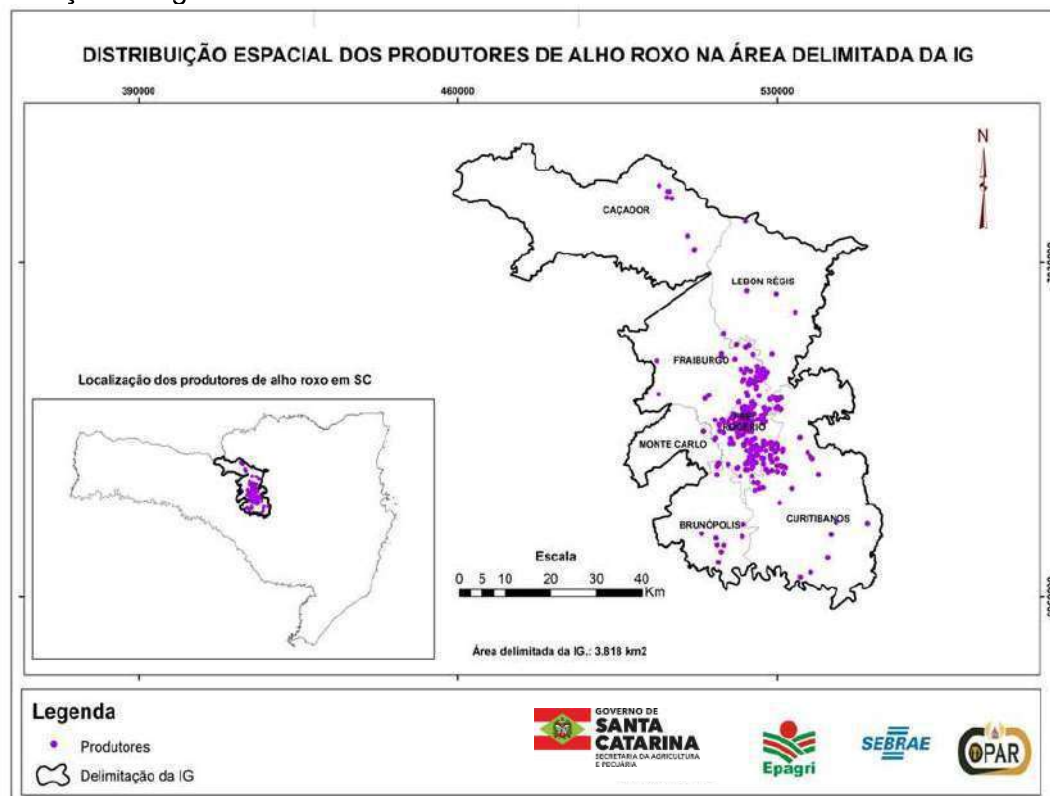 DISTRIBUIÇÃO ESPACIAL DOS PRODUTORES DE ALHO ROXO NA ÁREA DELIMITADA DA IG
390000
460000
530000
N
CAÇADOR
LEBON RÉGIS
FRAIBURGO
ROGÉRIO
MONTE CARLO
BRUNÓPOLIS
CURITIBANOS
Localização dos produtores de alho roxo em SC
Escala
0 5 10 20 30 40
Km
Área delimitada da IG.: 3.818 km2
Legenda
Produtores
Delimitação da IG
GOVERNO DE
SANTA
CATARINA
SECRETARIA DA AGRICULTURA
E PECUÁRIA
Epagri
SEBRAE
COPAR